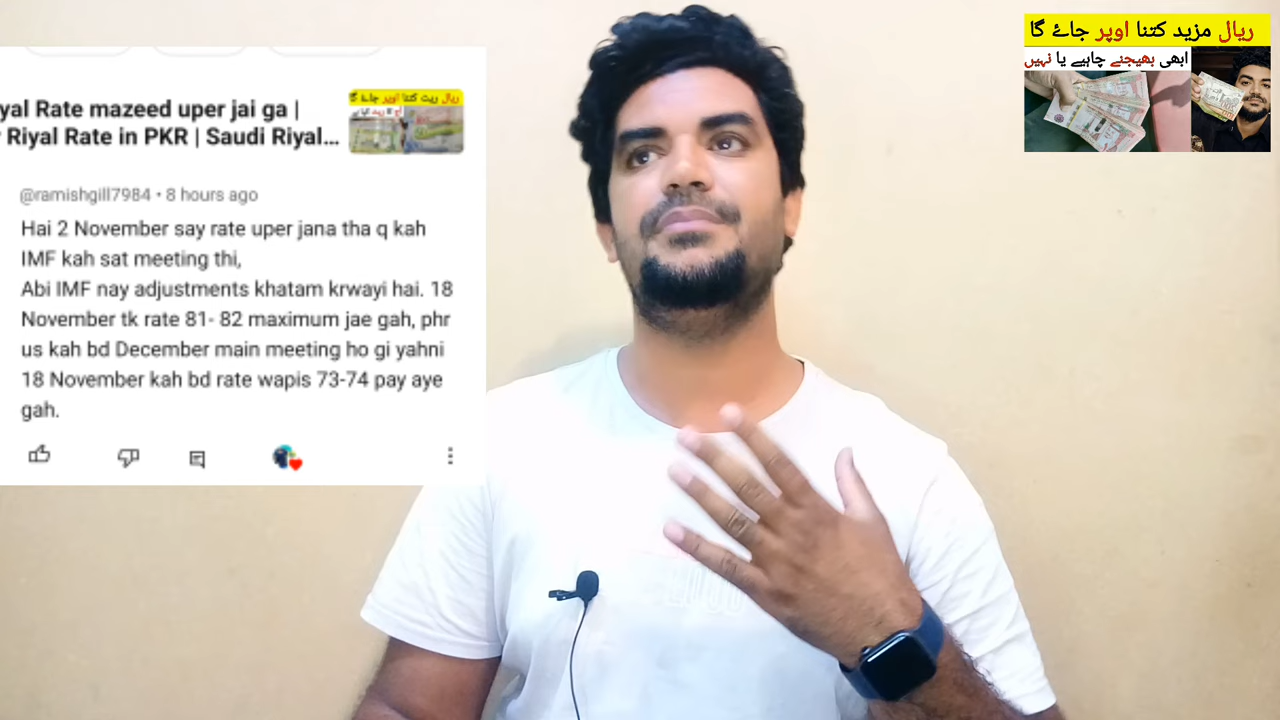 yal Rate mazeed uper jai ga |
Riyal Rate in PKR | Saudi Riyal...
ریال ریٹ کتنا اوپر جائے گا
@ramishgill7984 • 8 hours ago
Hai 2 November say rate uper jana tha q kah
IMF kah sat meeting thi,
Abi IMF nay adjustments khatam krwayi hai. 18
November tk rate 81- 82 maximum jae gah, phr
us kah bd December main meeting ho gi yahni
18 November kah bd rate wapis 73-74 pay aye
gah.
ریال مزید کتنا اوپر جائے گا
ابھی بھیجنے چاہیے یا نہیں